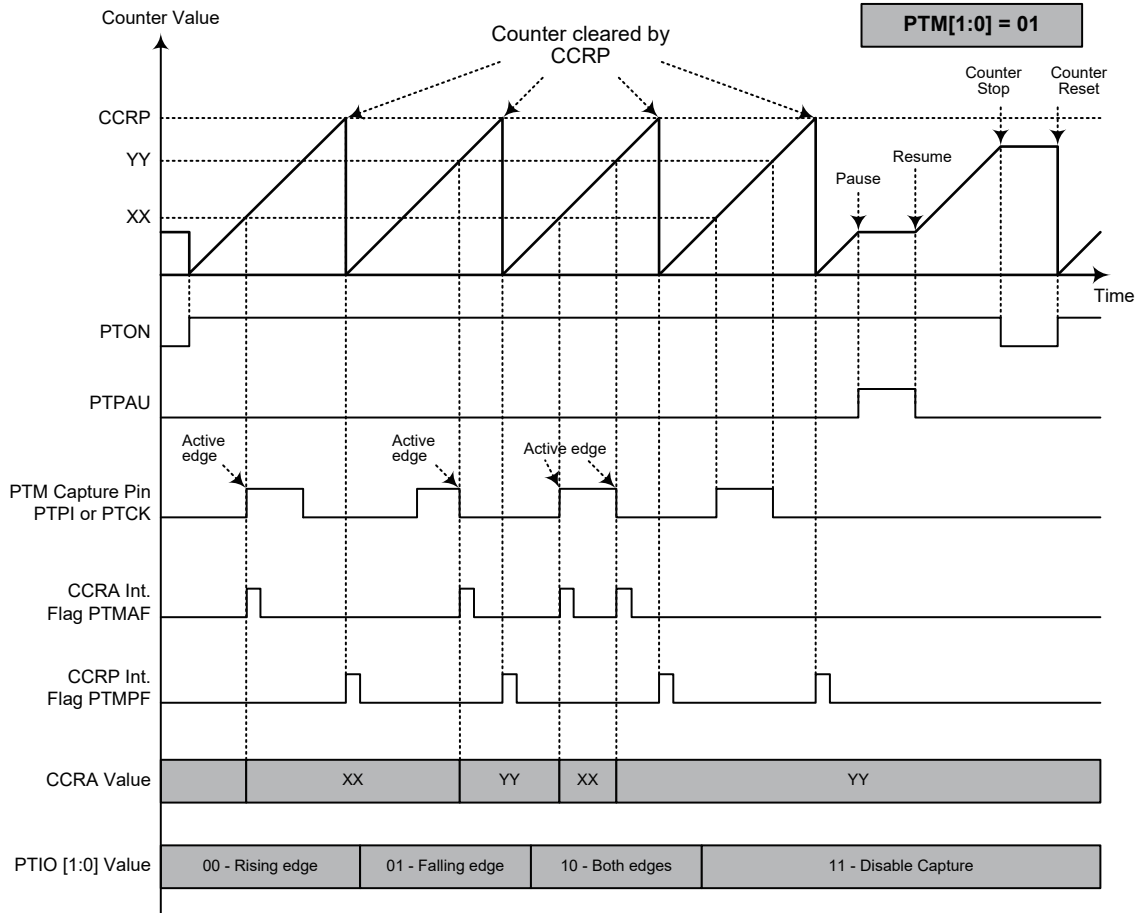 Counter Value
PTM[1:0] = 01
Counter cleared by
CCRP
Counter
Stop
Counter
Reset
CCRP
YY
Resume
Pause
XX
Time
PTON
PTPAU
Active
edge
Active
edge
Active edge
PTM Capture Pin
PTPI or PTCK
CCRA Int.
Flag PTMAF
CCRP Int.
Flag PTMPF
CCRA Value
XX
YY
XX
YY
PTIO [1:0] Value
00 - Rising edge
01 - Falling edge
10 - Both edges
11 - Disable Capture